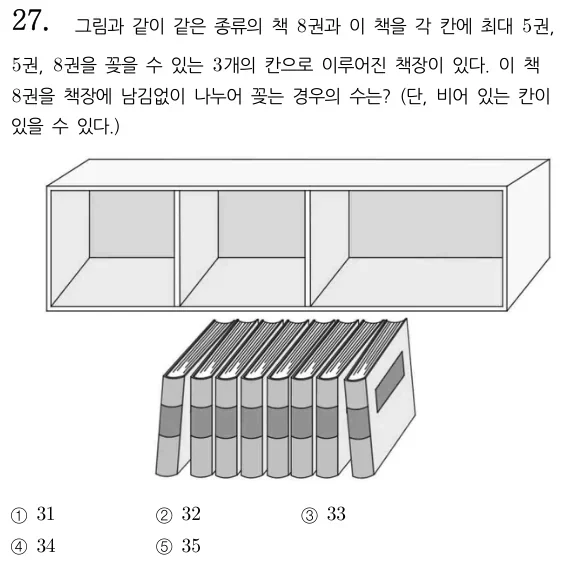 27. 그림과 같이 같은 종류의 책 8권과 이 책을 각 칸에 최대 5권,
5권, 8권을 꽂을 수 있는 3개의 칸으로 이루어진 책장이 있다. 이 책
8권을 책장에 남김없이 나누어 꽂는 경우의 수는? (단, 비어 있는 칸이
있을 수 있다.)
① 31 ② 32 ③ 33
④ 34 ⑤ 35